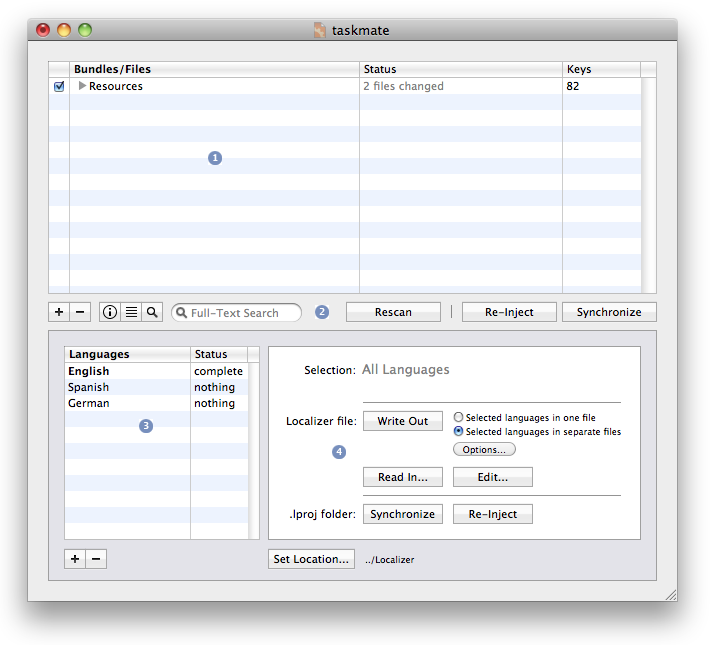 taskmate
Bundles/Files Status Keys
Resources 2 files changed 82
1
+ − Full-Text Search 2 Rescan Re-Inject Synchronize
Languages Status
English complete
Spanish nothing
German nothing
3
+ −
Selection: All Languages
Localizer file: Write Out Selected languages in one file
Selected languages in separate files
Options...
4
Read In... Edit...
.lproj folder: Synchronize Re-Inject
Set Location... ../Localizer